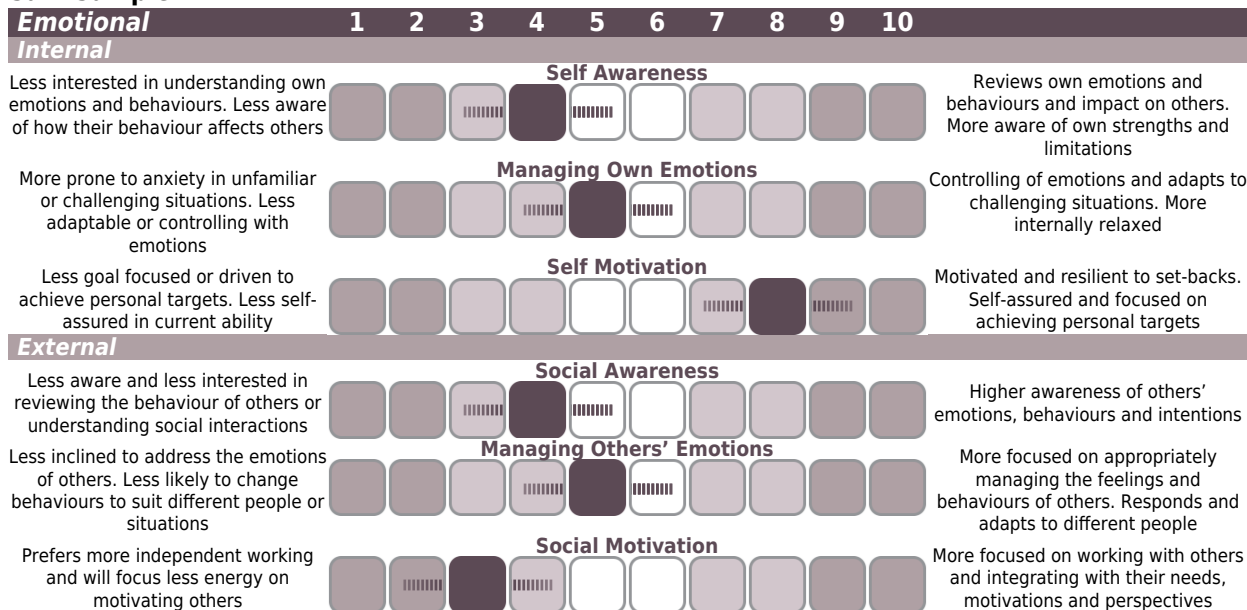 Emotional 1 2 3 4 5 6 7 8 9 10
Internal
Self Awareness
Less interested in understanding own
emotions and behaviours. Less aware
of how their behaviour affects others
Reviews own emotions and
behaviours and impact on others.
More aware of own strengths and
limitations
Managing Own Emotions
More prone to anxiety in unfamiliar
or challenging situations. Less
adaptable or controlling with
emotions
Controlling of emotions and adapts to
challenging situations. More
internally relaxed
Self Motivation
Less goal focused or driven to
achieve personal targets. Less self-
assured in current ability
Motivated and resilient to set-backs.
Self-assured and focused on
achieving personal targets
External
Social Awareness
Less aware and less interested in
reviewing the behaviour of others or
understanding social interactions
Higher awareness of others’
emotions, behaviours and intentions
Managing Others’ Emotions
Less inclined to address the emotions
of others. Less likely to change
behaviours to suit different people or
situations
More focused on appropriately
managing the feelings and
behaviours of others. Responds and
adapts to different people
Social Motivation
Prefers more independent working
and will focus less energy on
motivating others
More focused on working with others
and integrating with their needs,
motivations and perspectives